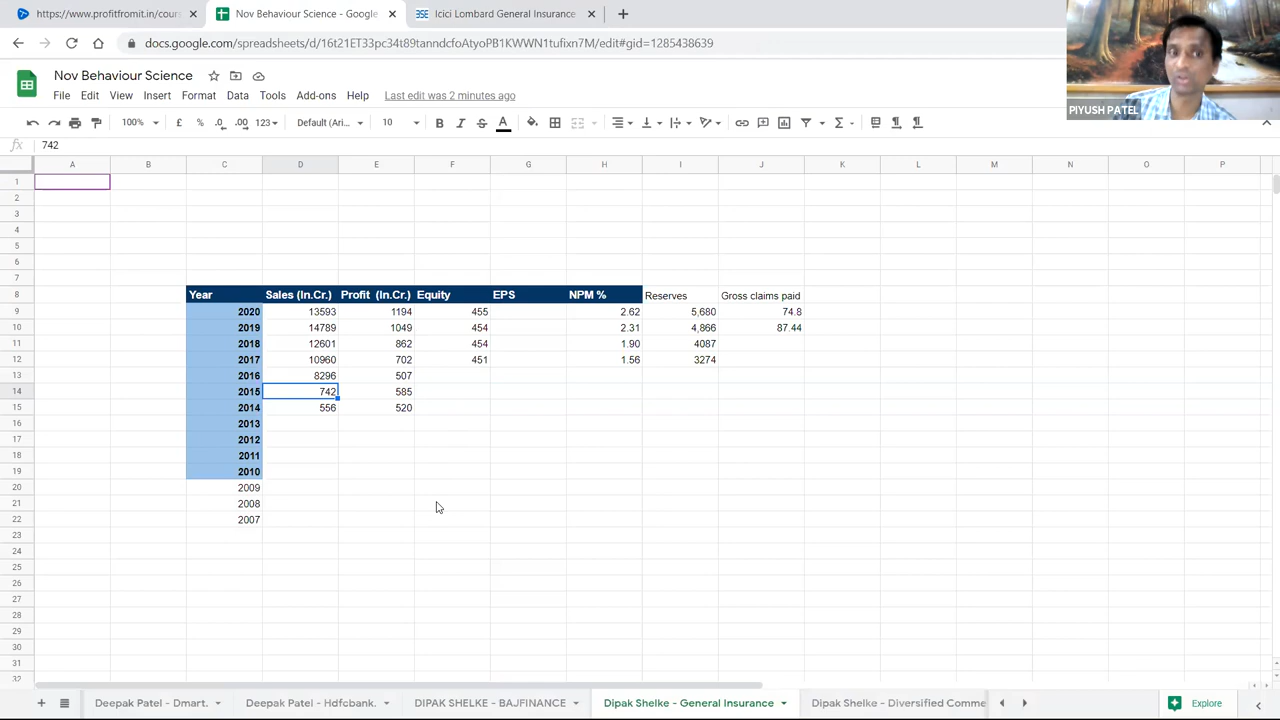 https://www.profitfromit.in/cour
Nov Behaviour Science - Google
Icici Lombard General Insurance
docs.google.com/spreadsheets/d/16t21ET33pc34t89tanndcfoAtyoPB1KWWN1tufixn7M/edit#gid=1285438639
Nov Behaviour Science
File Edit View Insert Format Data Tools Add-ons Help Last edit was 2 minutes ago
PIYUSH PATEL
100% £ % .0 .00 123 Default (Ari... 10 I S A
fx 742
A B C D E F G H I J K L M N O P
1
2
3
4
5
6
7
8 Year Sales (In.Cr.) Profit (In.Cr.) Equity EPS NPM % Reserves Gross claims paid
9 2020 13593 1194 455 2.62 5,680 74.8
10 2019 14789 1049 454 2.31 4,866 87.44
11 2018 12601 862 454 1.90 4087
12 2017 10960 702 451 1.56 3274
13 2016 8296 507
14 2015 742 585
15 2014 556 520
16 2013
17 2012
18 2011
19 2010
20 2009
21 2008
22 2007
23
24
25
26
27
28
29
30
31
32
Deepak Patel - Dmart. Deepak Patel - Hdfcbank. DIPAK SHELKE - BAJFINANCE Dipak Shelke - General Insurance Dipak Shelke - Diversified Comme Explore